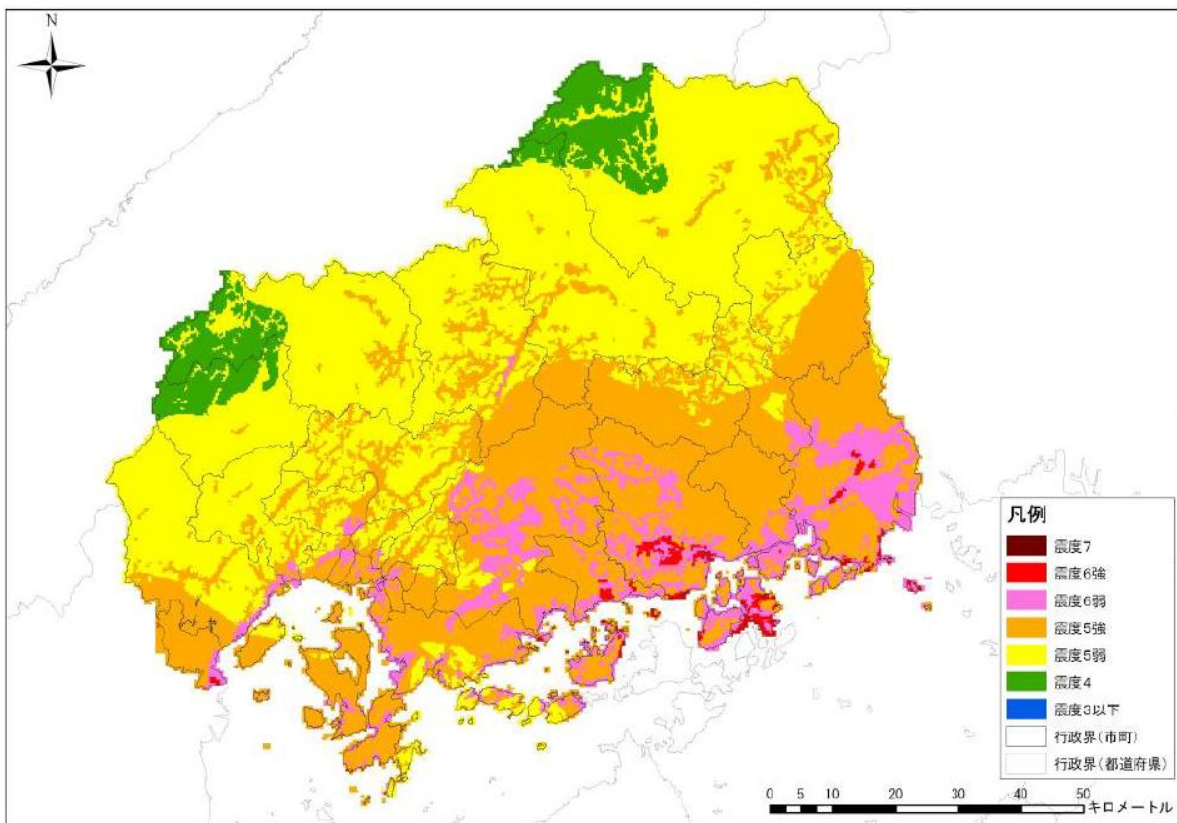 N
凡例
震度7
震度6強
震度6弱
震度5強
震度5弱
震度4
震度3以下
行政界(市町)
行政界(都道府県)
0 5 10 20 30 40 50
キロメートル